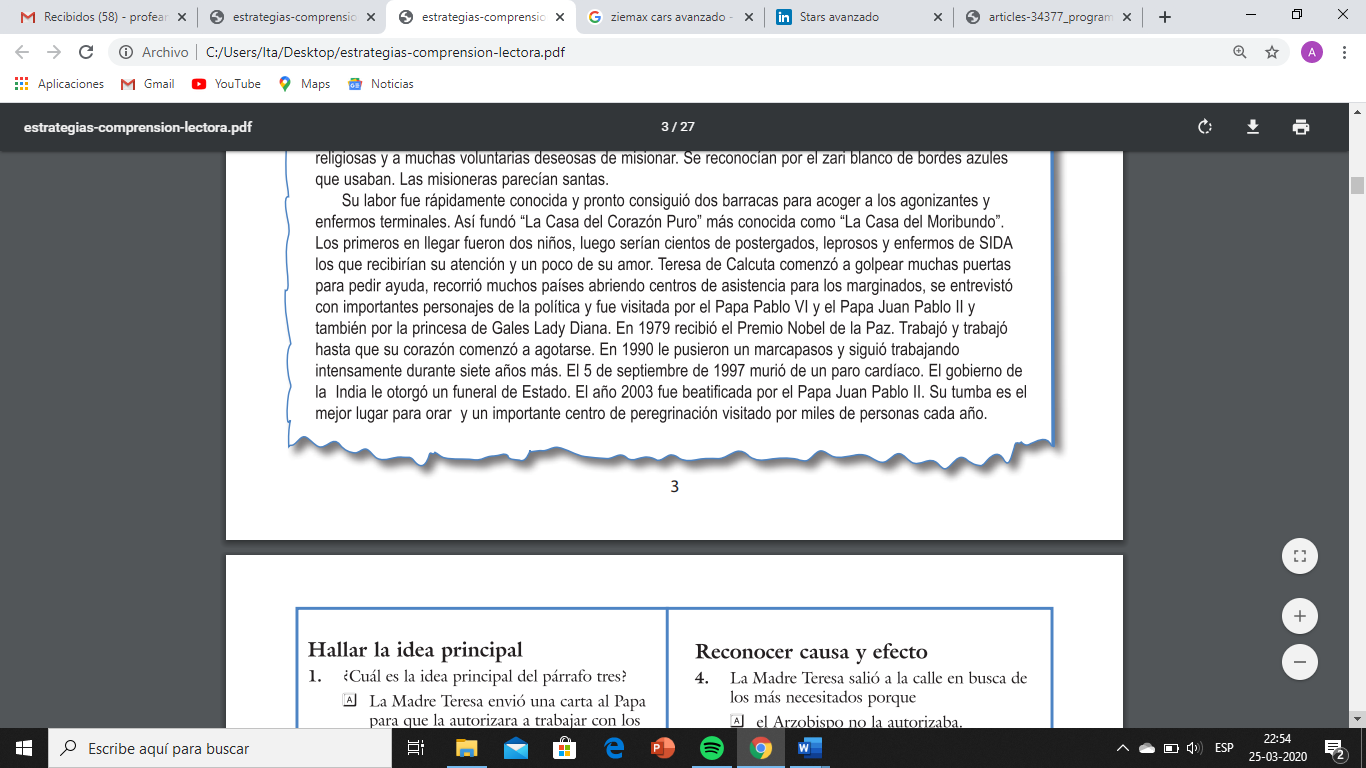 Recibidos (58) - profear
estrategias-comprensio
estrategias-comprensio
ziemax cars avanzado -
Stars avanzado
articles-34377_program
Archivo
C:/Users/Ita/Desktop/estrategias-comprension-lectora.pdf
A
Aplicaciones
Gmail
YouTube
Maps
Noticias
estrategias-comprension-lectora.pdf
3 / 27
religiosas y a muchas voluntarias deseosas de misionar. Se reconocían por el zari blanco de bordes azules
que usaban. Las misioneras parecían santas.
Su labor fue rápidamente conocida y pronto consiguió dos barracas para acoger a los agonizantes y
enfermos terminales. Así fundó “La Casa del Corazón Puro” más conocida como “La Casa del Moribundo”.
Los primeros en llegar fueron dos niños, luego serían cientos de postergados, leprosos y enfermos de SIDA
los que recibirían su atención y un poco de su amor. Teresa de Calcuta comenzó a golpear muchas puertas
para pedir ayuda, recorrió muchos países abriendo centros de asistencia para los marginados, se entrevistó
con importantes personajes de la política y fue visitada por el Papa Pablo VI y el Papa Juan Pablo II y
también por la princesa de Gales Lady Diana. En 1979 recibió el Premio Nobel de la Paz. Trabajó y trabajó
hasta que su corazón comenzó a agotarse. En 1990 le pusieron un marcapasos y siguió trabajando
intensamente durante siete años más. El 5 de septiembre de 1997 murió de un paro cardíaco. El gobierno de
la India le otorgó un funeral de Estado. El año 2003 fue beatificada por el Papa Juan Pablo II. Su tumba es el
mejor lugar para orar y un importante centro de peregrinación visitado por miles de personas cada año.
3
Hallar la idea principal
1. ¿Cuál es la idea principal del párrafo tres?
A La Madre Teresa envió una carta al Papa
para que la autorizara a trabajar con los
Reconocer causa y efecto
4. La Madre Teresa salió a la calle en busca de
los más necesitados porque
A el Arzobispo no la autorizaba.
Escribe aquí para buscar
ESP
22:54
25-03-2020
2